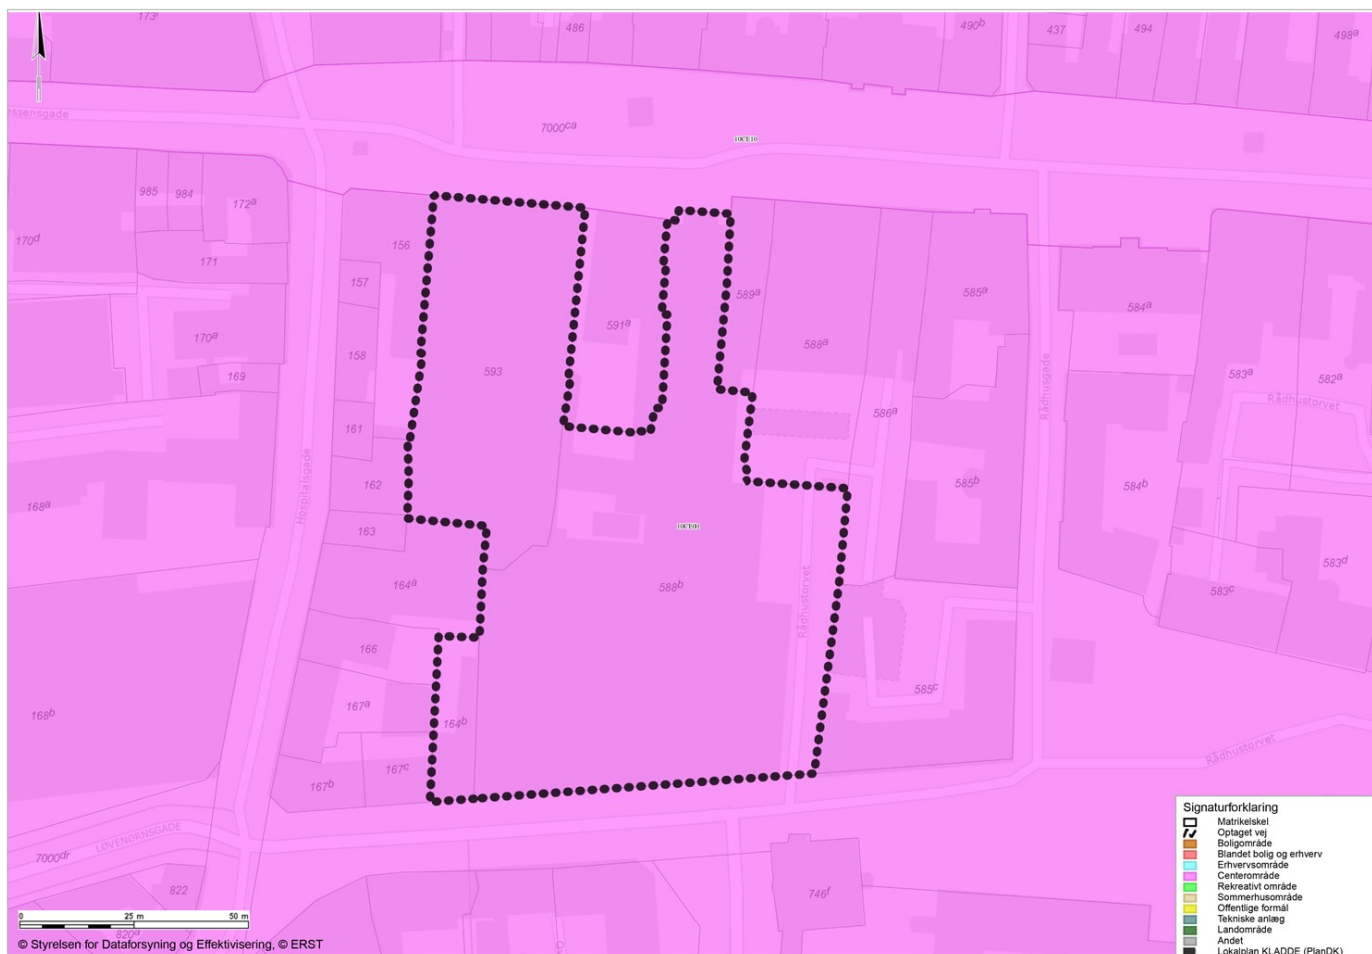 173
486
490b
437
494
498a
essensgade
7000ca
10CE10
985
984
172a
170d
171
156
157
158
161
162
163
164a
166
167a
164b
167b
167c
170a
169
168a
168b
Hospitalsgade
593
591a
589a
588a
585a
586a
585b
588b
10CE01
Rådhustorvet
585c
Rådhusgade
584a
583a
582a
Rådhustorvet
584b
583c
583d
Rådhustorvet
LØVENØRNSGADE
7000dr
822
820a
746f
0 25 m 50 m
© Styrelsen for Dataforsyning og Effektivisering, © ERST
Signaturforklaring
Matrikelskel
Optaget vej
Boligområde
Blandet bolig og erhverv
Erhvervsområde
Centerområde
Rekreativt område
Sommerhusområde
Offentlige formål
Tekniske anlæg
Landområde
Andet
Lokalplan KLADDE (PlanDK)